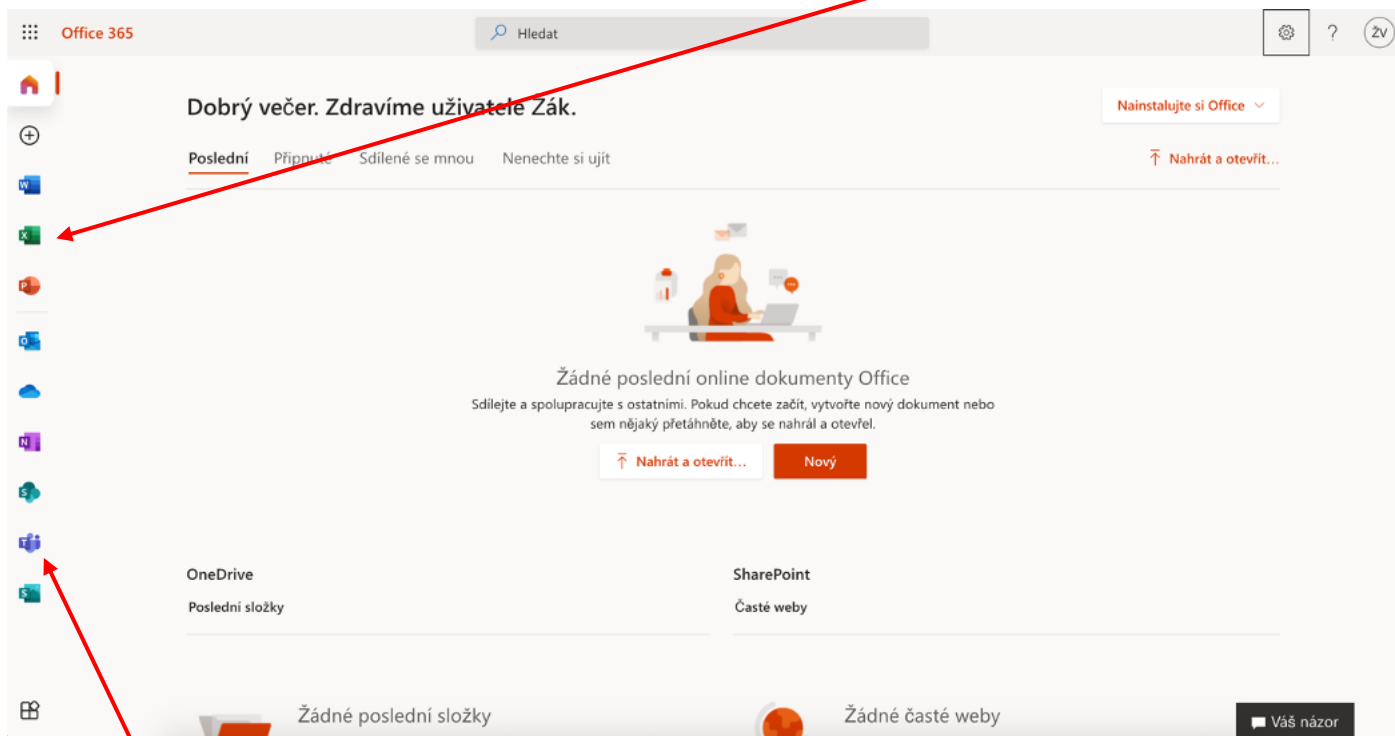 Office 365
Hledat
?
ŽV
Dobrý večer. Zdravíme uživatele Žák.
Nainstalujte si Office
Poslední Připnuté Sdílené se mnou Nenechte si ujít
Nahrát a otevřít...
W
X
P
O
N
S
T
S
Žádné poslední online dokumenty Office
Sdílejte a spolupracujte s ostatními. Pokud chcete začít, vytvořte nový dokument nebo
sem nějaký přetáhněte, aby se nahrál a otevřel.
Nahrát a otevřít... Nový
OneDrive
Poslední složky
SharePoint
Časté weby
Žádné poslední složky
Žádné časté weby
Váš názor